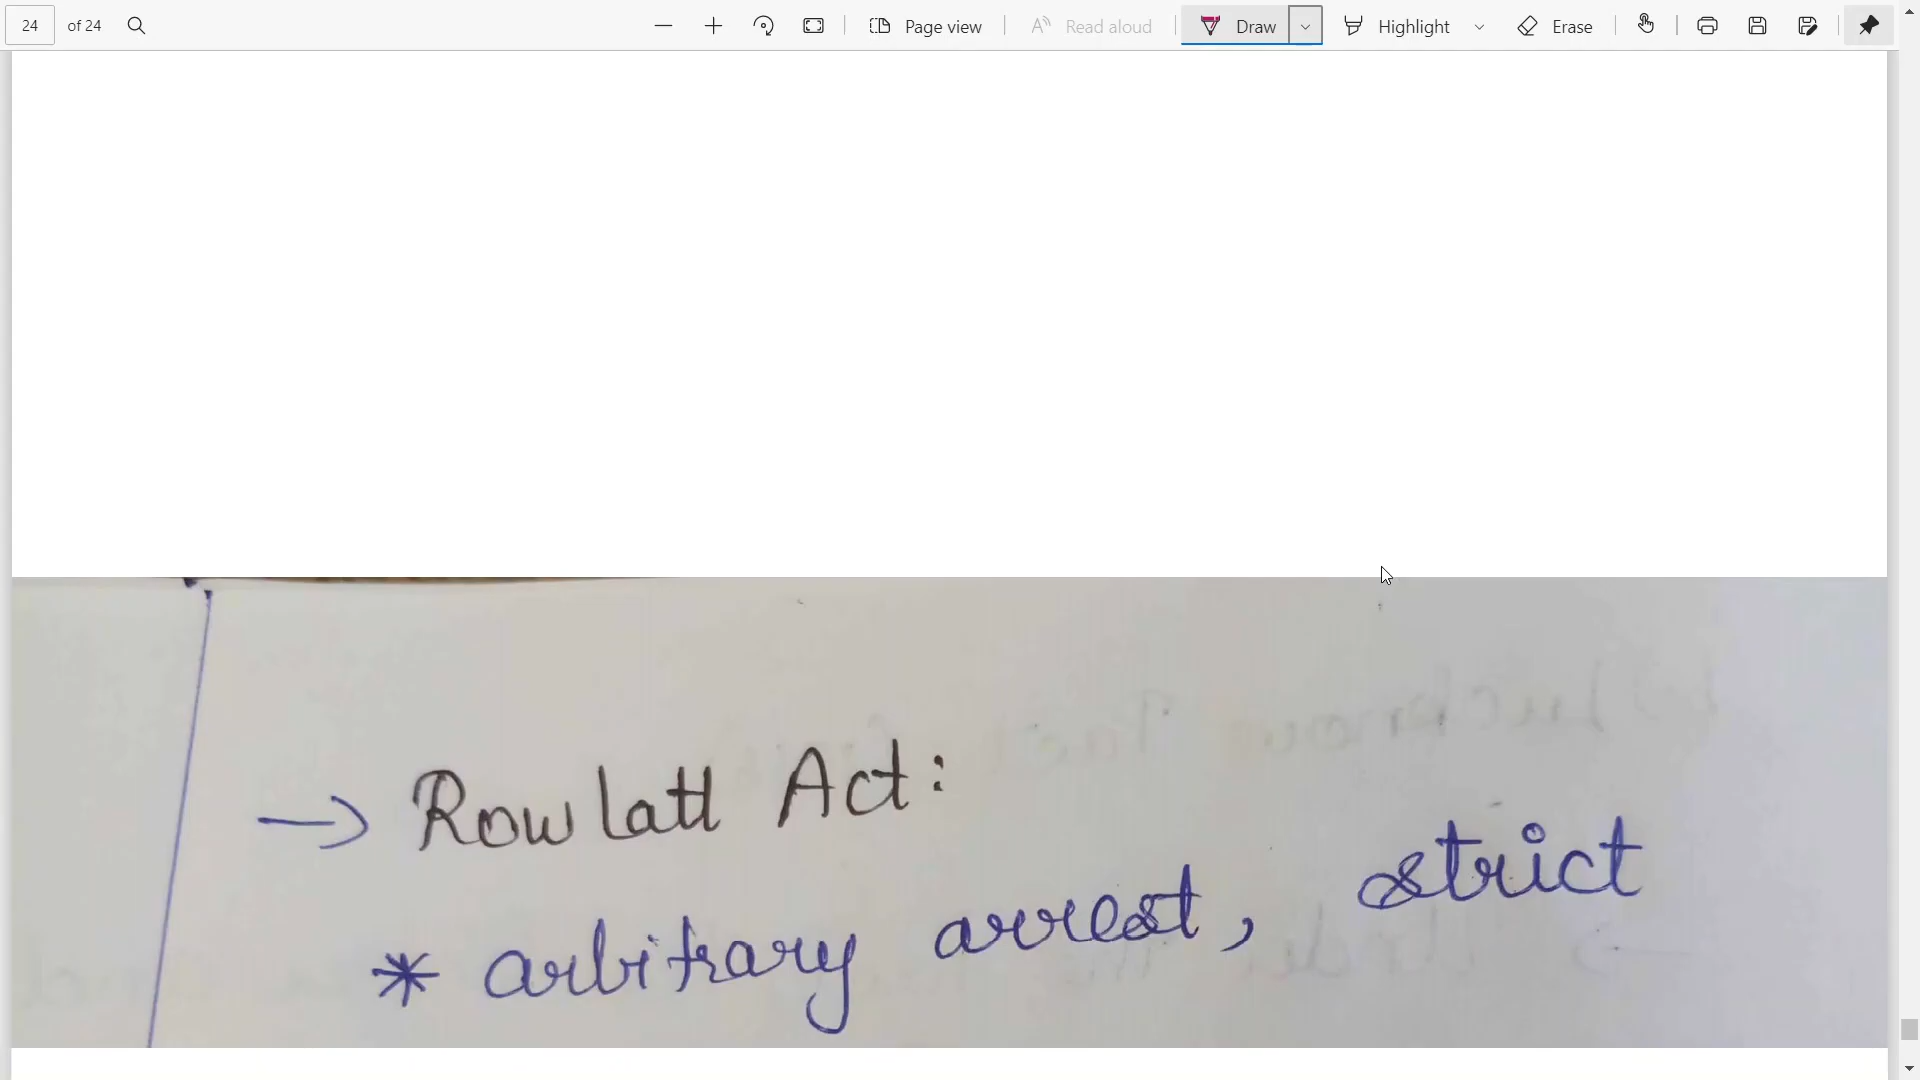 24 of 24 Page view Read aloud Draw Highlight Erase
→ Rowlatt Act:
* arbitrary arrest, strict